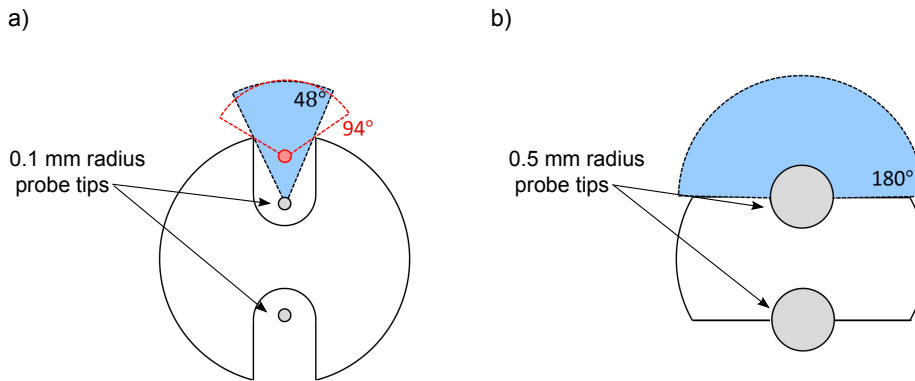 a)
48°
94°
0.1 mm radius
probe tips
b)
0.5 mm radius
probe tips
180°